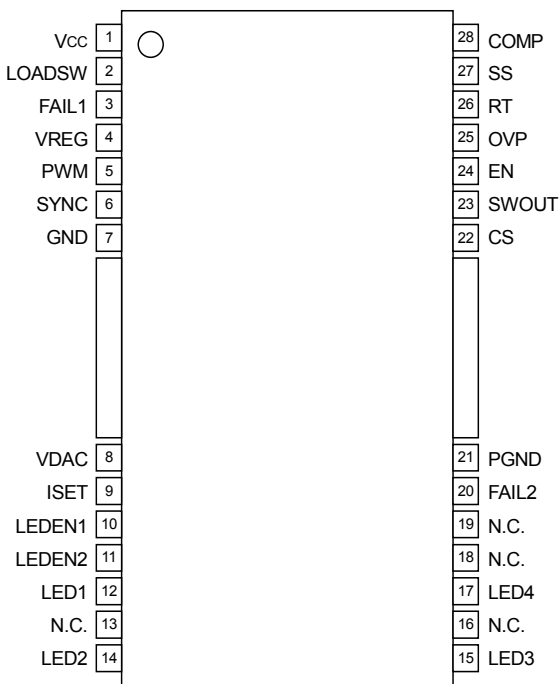 Vcc 1 28 COMP
LOADSW 2 27 SS
FAIL1 3 26 RT
VREG 4 25 OVP
PWM 5 24 EN
SYNC 6 23 SWOUT
GND 7 22 CS
VDAC 8 21 PGND
ISET 9 20 FAIL2
LEDEN1 10 19 N.C.
LEDEN2 11 18 N.C.
LED1 12 17 LED4
N.C. 13 16 N.C.
LED2 14 15 LED3